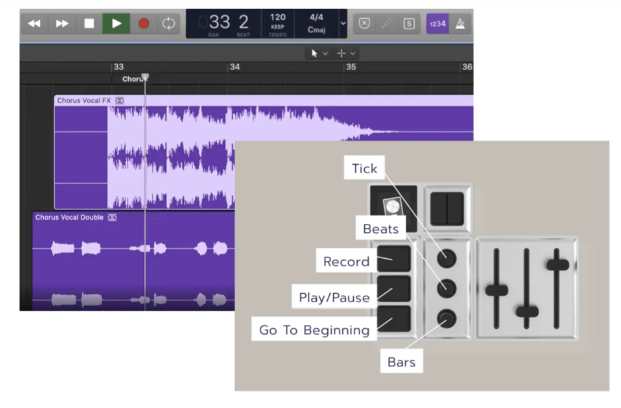 33 2
BAR BEAT
120
KEEP
TEMPO
4/4
Cmaj
S
1234
33 34 35 36
Chorus
Chorus Vocal FX
Chorus Vocal Double
Tick
Beats
Record
Play/Pause
Go To Beginning
Bars